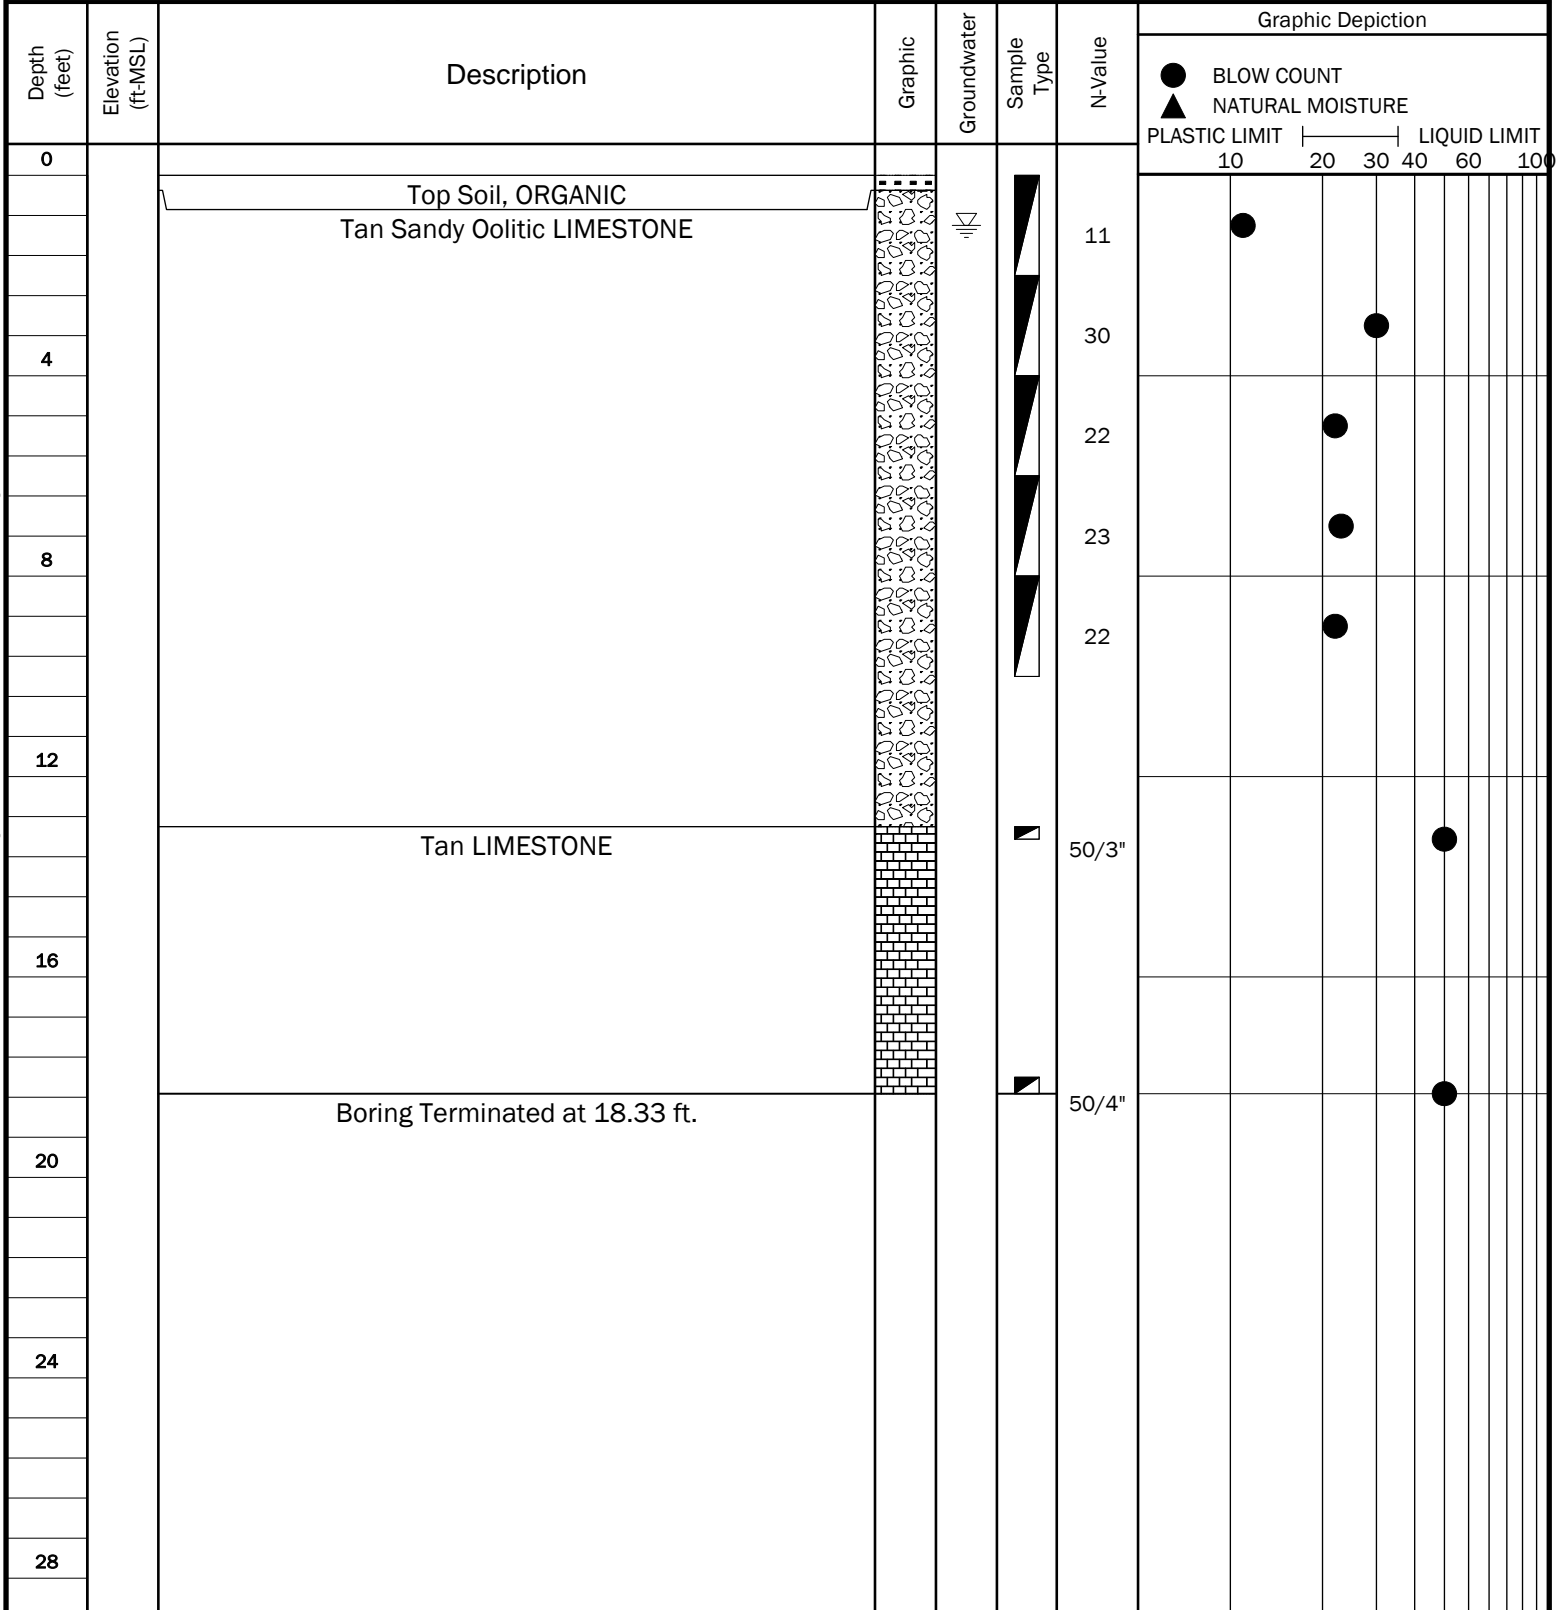 Depth
(feet)
Elevation
(ft-MSL)
Description
Graphic
Groundwater
Sample
Type
N-Value
Graphic Depiction
BLOW COUNT
NATURAL MOISTURE
PLASTIC LIMIT LIQUID LIMIT
10 20 30 40 60 100
0
Top Soil, ORGANIC
Tan Sandy Oolitic LIMESTONE
11
30
4
22
23
8
22
12
Tan LIMESTONE
50/3"
16
50/4"
Boring Terminated at 18.33 ft.
20
24
28